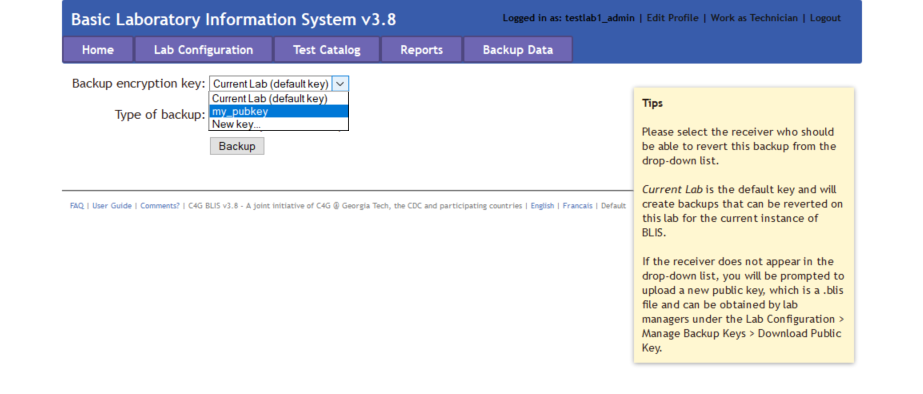 Basic Laboratory Information System v3.8
Logged in as: testlab1_admin | Edit Profile | Work as Technician | Logout
Home Lab Configuration Test Catalog Reports Backup Data
Backup encryption key: Current Lab (default key)
Current Lab (default key)
my_pubkey
New key...
Type of backup:
Backup
Tips
Please select the receiver who should
be able to revert this backup from the
drop-down list.
Current Lab is the default key and will
create backups that can be reverted on
this lab for the current instance of
BLIS.
If the receiver does not appear in the
drop-down list, you will be prompted to
upload a new public key, which is a .blis
file and can be obtained by lab
managers under the Lab Configuration >
Manage Backup Keys > Download Public
Key.
FAQ | User Guide | Comments? | C4G BLIS v3.8 - A joint initiative of C4G @ Georgia Tech, the CDC and participating countries | English | Francais | Default